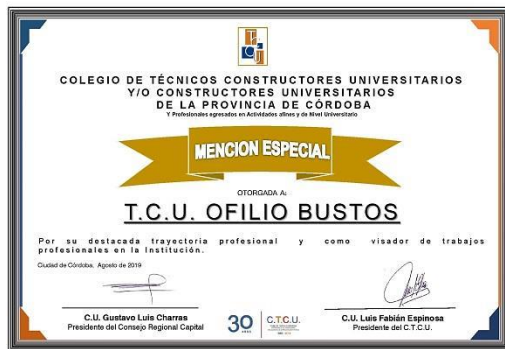 COLEGIO DE TÉCNICOS CONSTRUCTORES UNIVERSITARIOS
Y/O CONSTRUCTORES UNIVERSITARIOS
DE LA PROVINCIA DE CÓRDOBA
Y Profesionales egresados en Actividades afines y de Nivel Universitario
MENCION ESPECIAL
OTORGADA A:
T.C.U. OFILIO BUSTOS
Por su destacada trayectoria profesional y como visador de trabajos
profesionales en la Institución.
Ciudad de Córdoba, Agosto de 2019
C.U. Gustavo Luis Charras
Presidente del Consejo Regional Capital
30
C.T.C.U.
C.U. Luis Fabián Espinosa
Presidente del C.T.C.U.